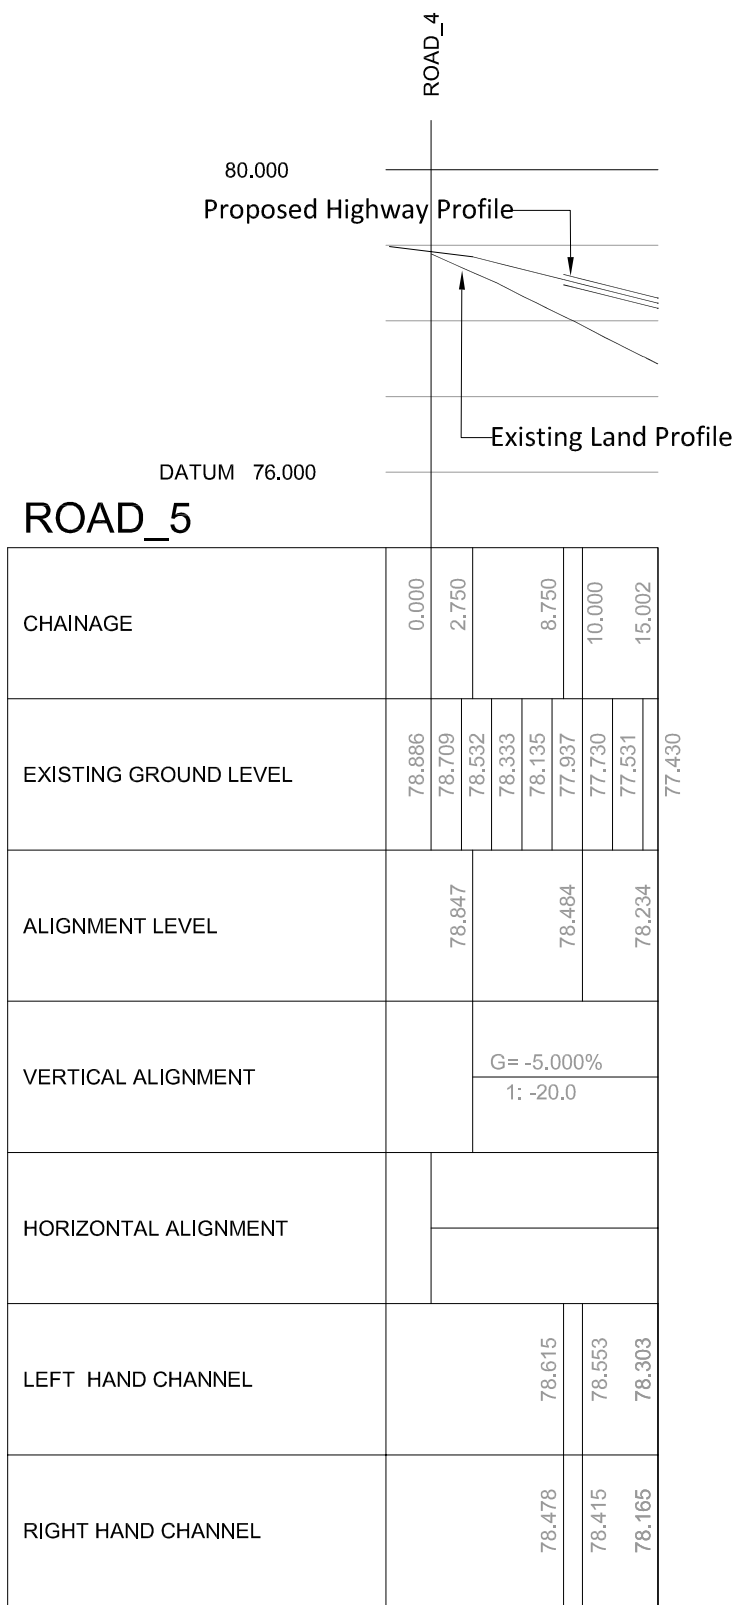 ROAD_4
80.000
Proposed Highway Profile
Existing Land Profile
DATUM 76.000
ROAD_5
CHAINAGE 0.000 2.750 8.750 10.000 15.002
EXISTING GROUND LEVEL 78.886 78.709 78.532 78.333 78.135 77.937 77.730 77.531 77.430
ALIGNMENT LEVEL 78.847 78.484 78.234
VERTICAL ALIGNMENT G= -5.000%
1: -20.0
HORIZONTAL ALIGNMENT
LEFT HAND CHANNEL 78.615 78.553 78.303
RIGHT HAND CHANNEL 78.478 78.415 78.165